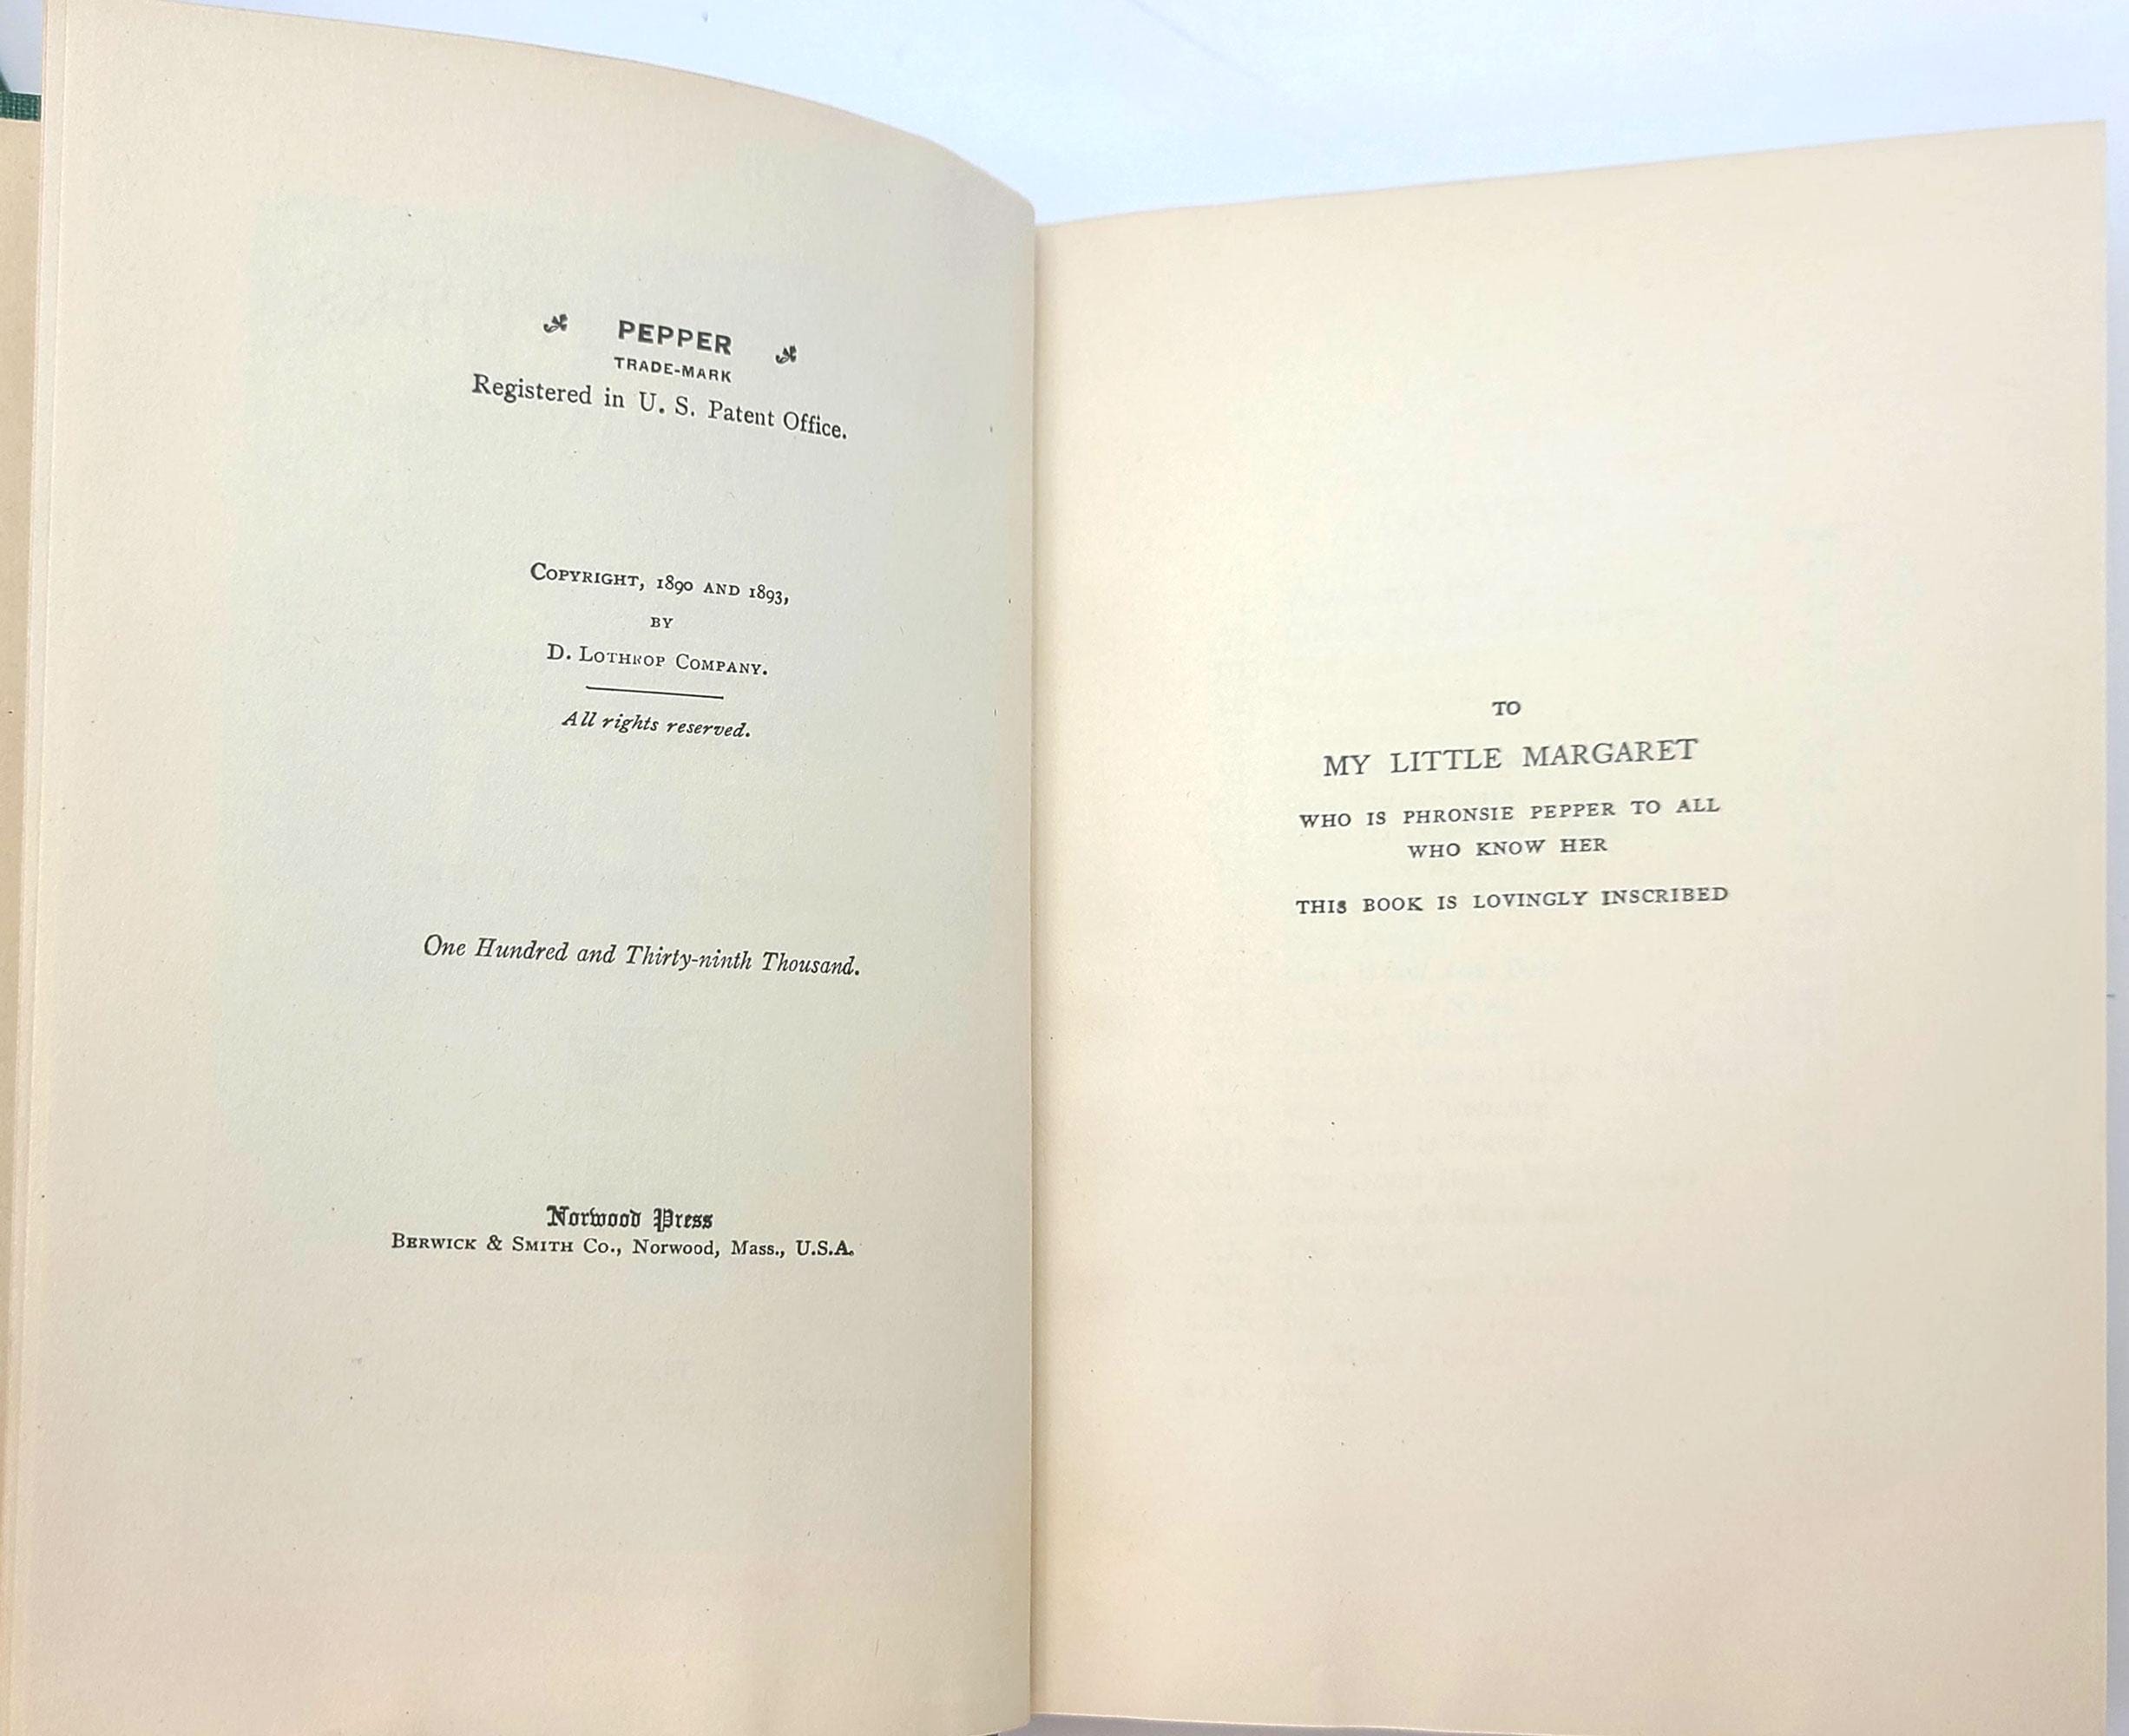 PEPPER
TRADE-MARK
Registered in U. S. Patent Office.
COPYRIGHT, 1890 AND 1893,
BY
D. LOTHROP COMPANY.
All rights reserved.
One Hundred and Thirty-ninth Thousand.
Norwood Press
BERWICK & SMITH CO., Norwood, Mass., U.S.A.
TO
MY LITTLE MARGARET
WHO IS PHRONSIE PEPPER TO ALL
WHO KNOW HER
THIS BOOK IS LOVINGLY INSCRIBED